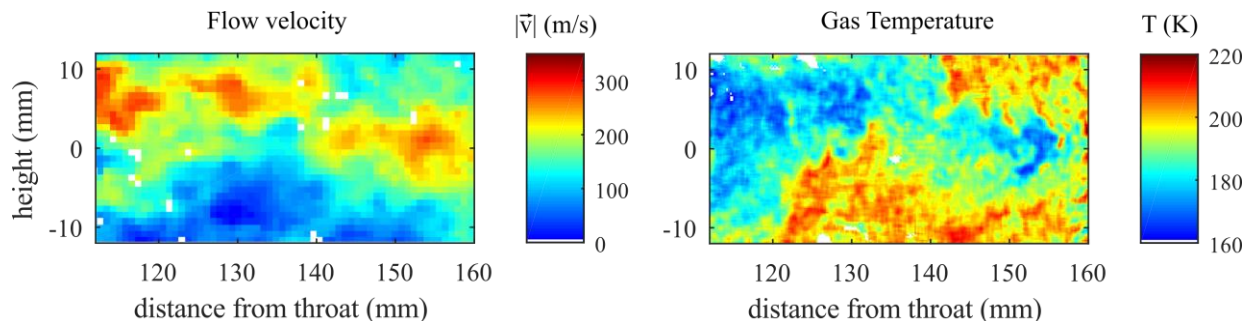 Flow velocity
|v⃗| (m/s)
Gas Temperature
T (K)
10
0
-10
height (mm)
120 130 140 150 160
distance from throat (mm)
300
200
100
0
10
0
-10
120 130 140 150 160
distance from throat (mm)
220
200
180
160